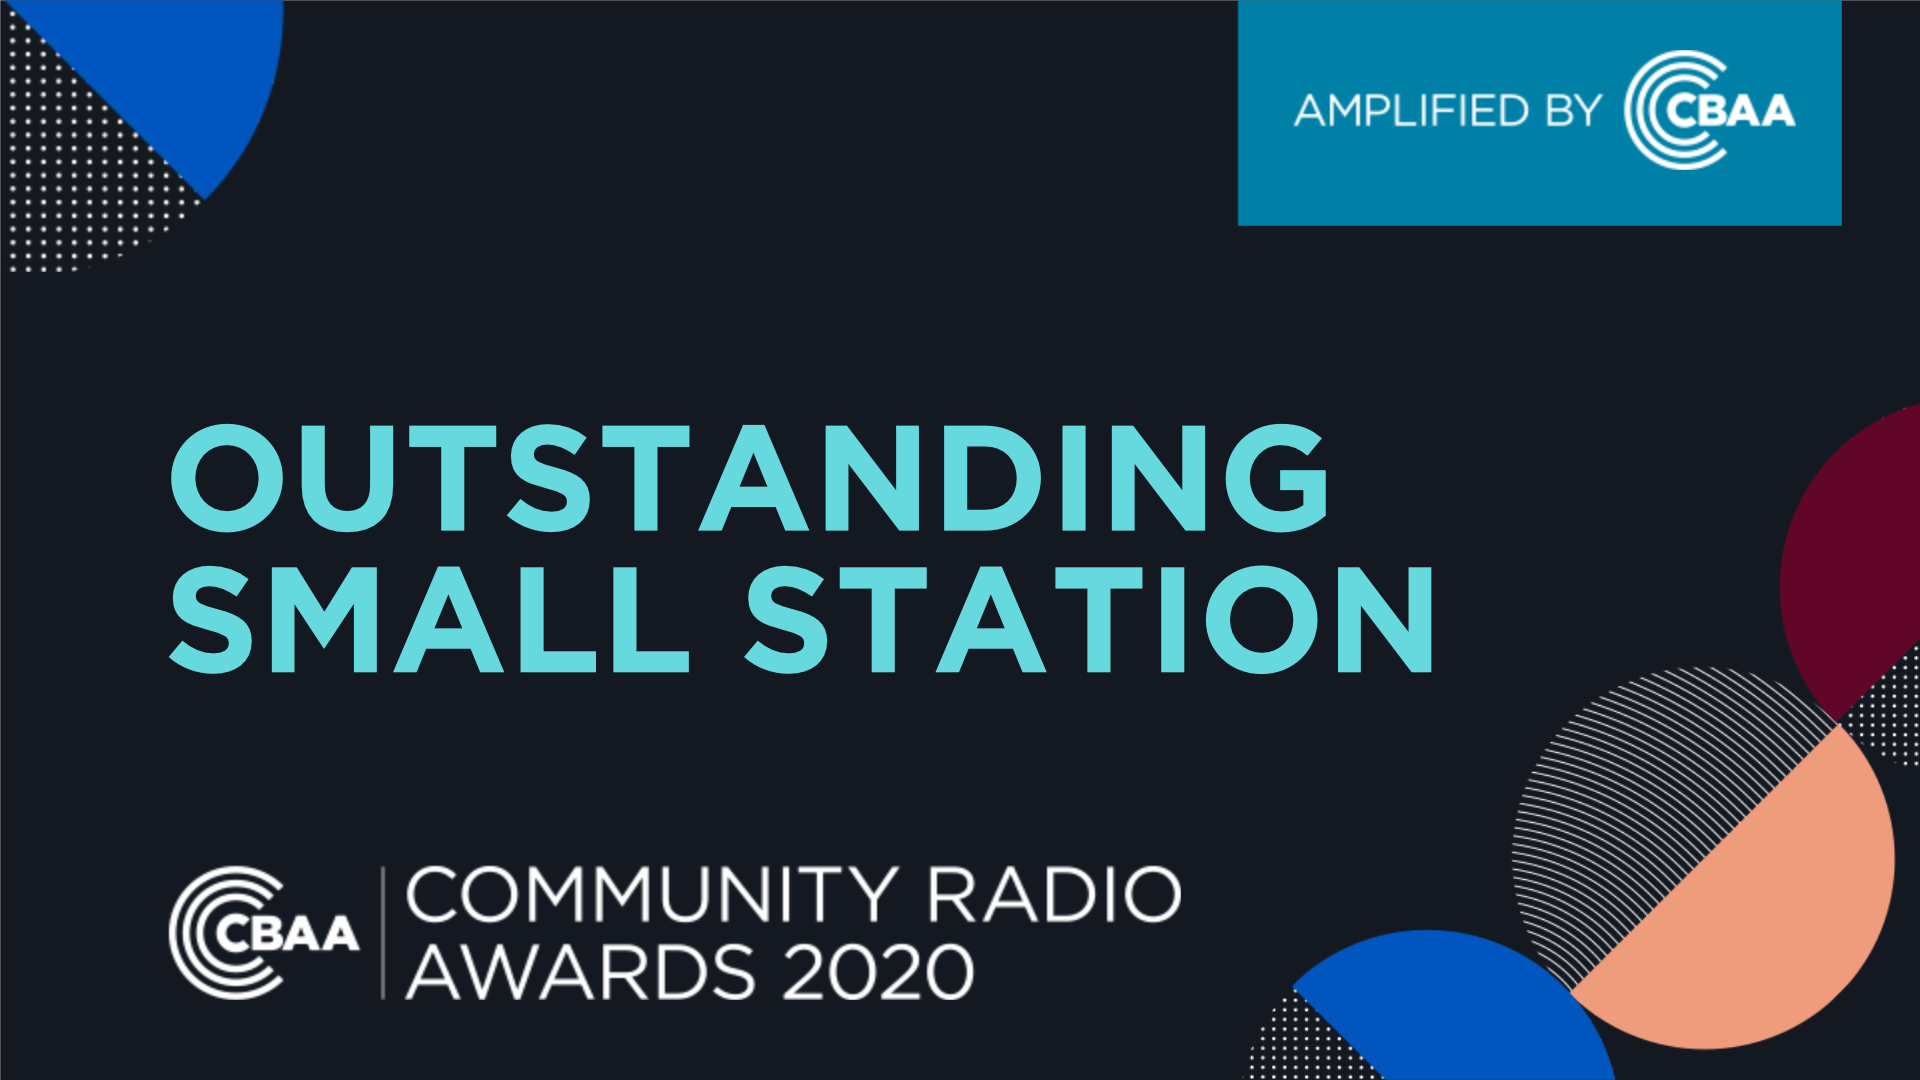 AMPLIFIED BY CBAA
OUTSTANDING
SMALL STATION
CBAA
COMMUNITY RADIO
AWARDS 2020